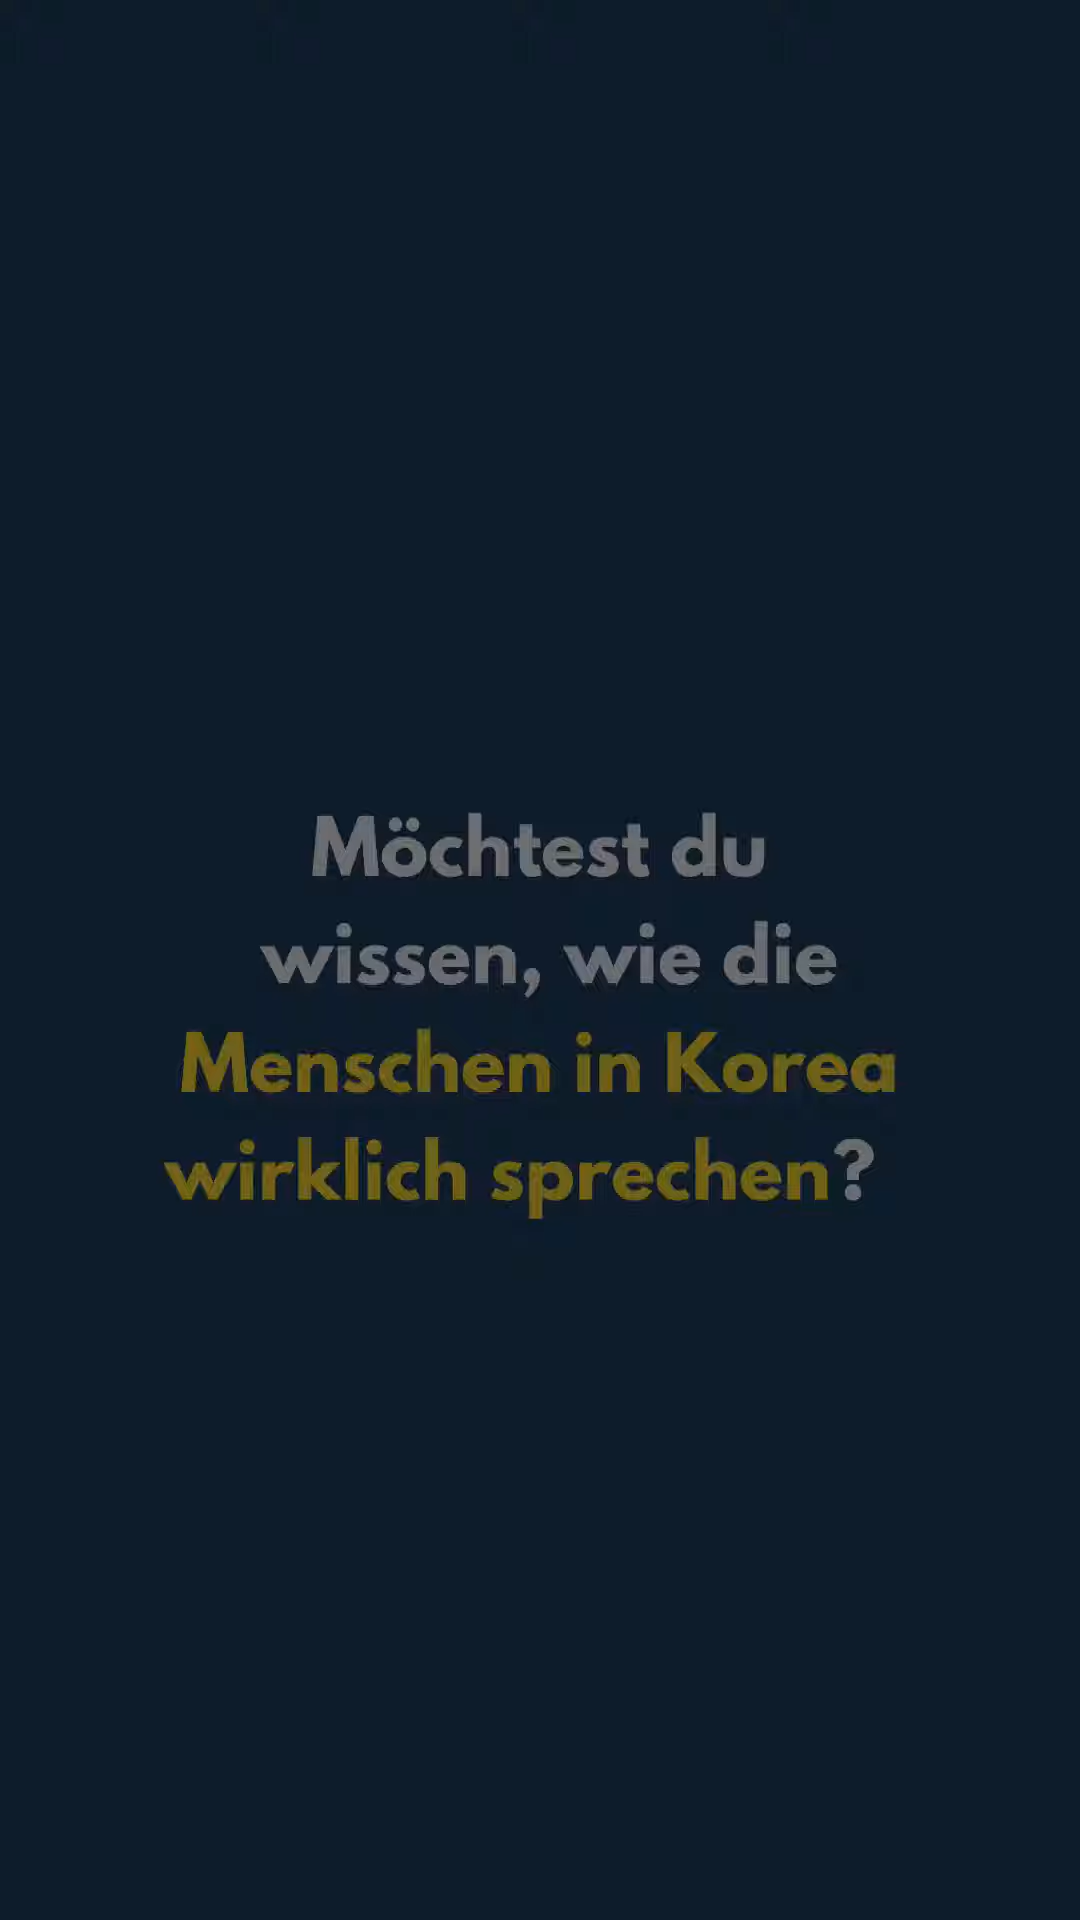 Möchtest du
wissen, wie die
Menschen in Korea
wirklich sprechen?